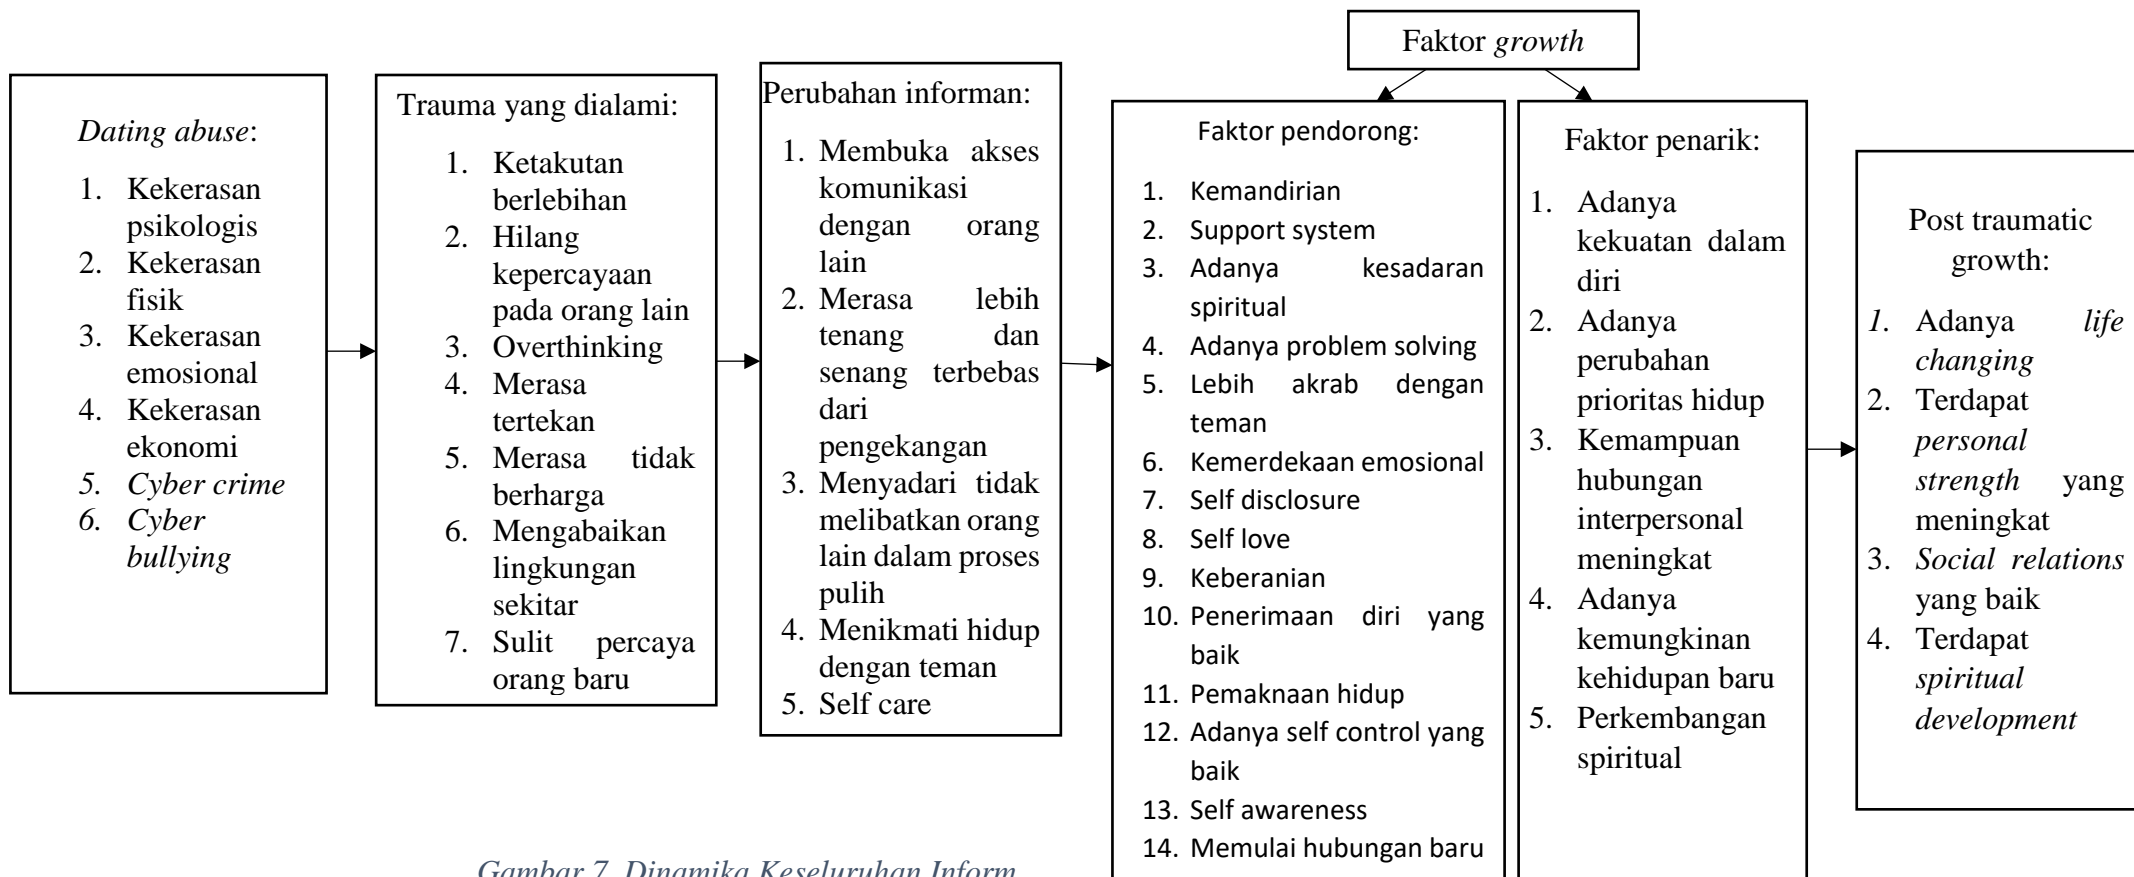 Dating abuse:
1. Kekerasan
psikologis
2. Kekerasan
fisik
3. Kekerasan
emosional
4. Kekerasan
ekonomi
5. Cyber crime
6. Cyber
bullying
Trauma yang dialami:
1. Ketakutan
berlebihan
2. Hilang
kepercayaan
pada orang lain
3. Overthinking
4. Merasa
tertekan
5. Merasa tidak
berharga
6. Mengabaikan
lingkungan
sekitar
7. Sulit percaya
orang baru
Perubahan informan:
1. Membuka akses
komunikasi
dengan orang
lain
2. Merasa lebih
tenang dan
senang terbebas
dari
pengekangan
3. Menyadari tidak
melibatkan orang
lain dalam proses
pulih
4. Menikmati hidup
dengan teman
5. Self care
Faktor growth
Faktor pendorong:
1. Kemandirian
2. Support system
3. Adanya kesadaran
spiritual
4. Adanya problem solving
5. Lebih akrab dengan
teman
6. Kemerdekaan emosional
7. Self disclosure
8. Self love
9. Keberanian
10. Penerimaan diri yang
baik
11. Pemaknaan hidup
12. Adanya self control yang
baik
13. Self awareness
14. Memulai hubungan baru
Faktor penarik:
1. Adanya
kekuatan dalam
diri
2. Adanya
perubahan
prioritas hidup
3. Kemampuan
hubungan
interpersonal
meningkat
4. Adanya
kemungkinan
kehidupan baru
5. Perkembangan
spiritual
Post traumatic
growth:
1. Adanya life
changing
2. Terdapat
personal
strength yang
meningkat
3. Social relations
yang baik
4. Terdapat
spiritual
development
Gambar 7. Dinamika Keseluruhan Inform